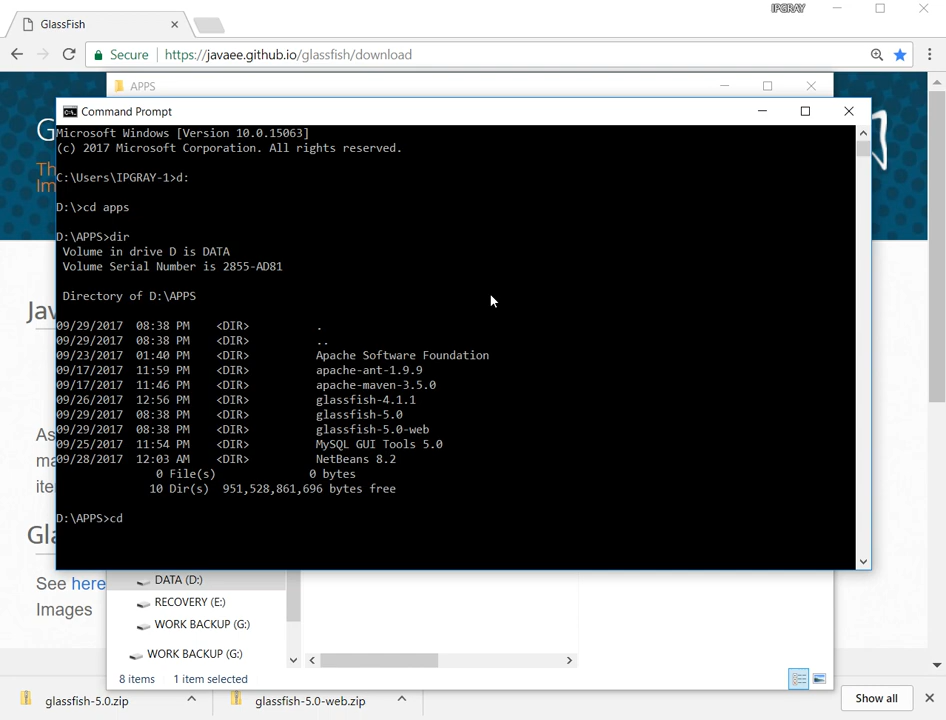 IPGRAY
GlassFish
Secure | https://javaee.github.io/glassfish/download
APPS
Command Prompt
Microsoft Windows [Version 10.0.15063]
(c) 2017 Microsoft Corporation. All rights reserved.
C:\Users\IPGRAY-1>d:
D:\>cd apps
D:\APPS>dir
Volume in drive D is DATA
Volume Serial Number is 2855-AD81
Directory of D:\APPS
09/29/2017 08:38 PM <DIR> .
09/29/2017 08:38 PM <DIR> ..
09/23/2017 01:40 PM <DIR> Apache Software Foundation
09/17/2017 11:59 PM <DIR> apache-ant-1.9.9
09/17/2017 11:46 PM <DIR> apache-maven-3.5.0
09/26/2017 12:56 PM <DIR> glassfish-4.1.1
09/29/2017 08:38 PM <DIR> glassfish-5.0
09/29/2017 08:38 PM <DIR> glassfish-5.0-web
09/25/2017 11:54 PM <DIR> MySQL GUI Tools 5.0
09/28/2017 12:03 AM <DIR> NetBeans 8.2
0 File(s) 0 bytes
10 Dir(s) 951,528,861,696 bytes free
D:\APPS>cd
G
Th
Im
Jav
As
ma
ite
Gla
See here
Images
DATA (D:)
RECOVERY (E:)
WORK BACKUP (G:)
WORK BACKUP (G:)
8 items 1 item selected
glassfish-5.0.zip
glassfish-5.0-web.zip
Show all